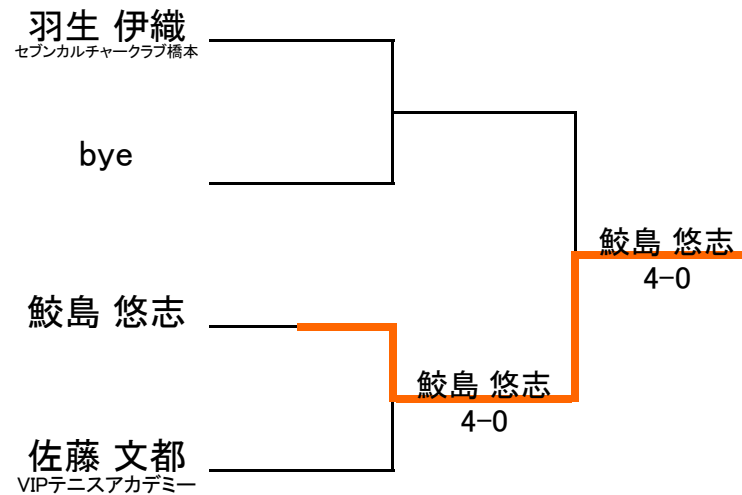 羽生 伊織
セブンカルチャークラブ橋本
bye
鮫島 悠志
4-0
鮫島 悠志
鮫島 悠志
4-0
佐藤 文都
VIPテニスアカデミー